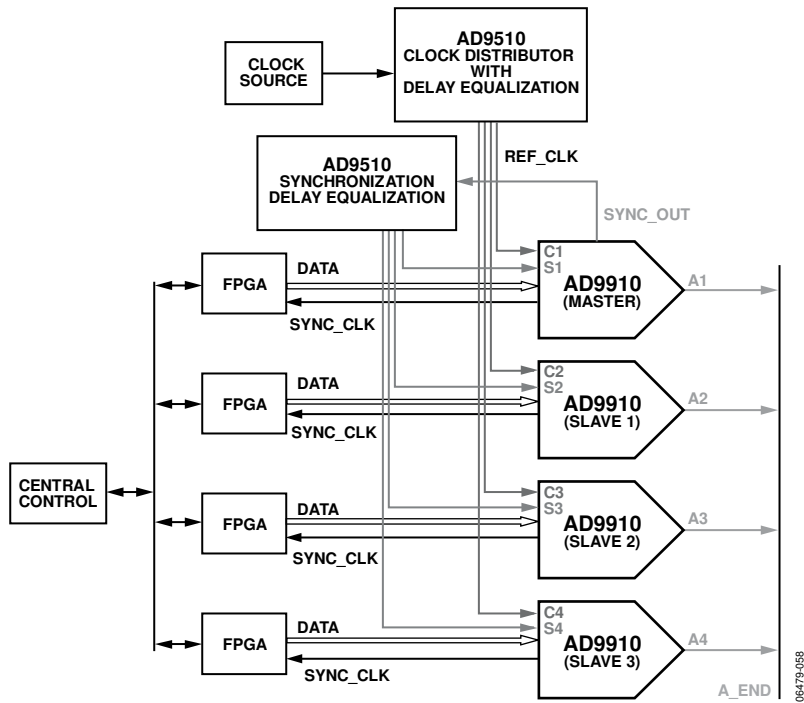 AD9510
CLOCK DISTRIBUTOR
WITH
DELAY EQUALIZATION
CLOCK
SOURCE
AD9510
SYNCHRONIZATION
DELAY EQUALIZATION
REF_CLK
SYNC_OUT
C1
S1
FPGA
DATA
SYNC_CLK
AD9910
(MASTER)
A1
C2
S2
FPGA
DATA
SYNC_CLK
AD9910
(SLAVE 1)
A2
CENTRAL
CONTROL
C3
S3
FPGA
DATA
SYNC_CLK
AD9910
(SLAVE 2)
A3
C4
S4
FPGA
DATA
SYNC_CLK
AD9910
(SLAVE 3)
A4
A_END
06479-058